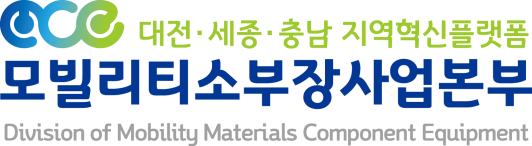 대전·세종·충남 지역혁신플랫폼
모빌리티소부장사업본부
Division of Mobility Materials Component Equipment